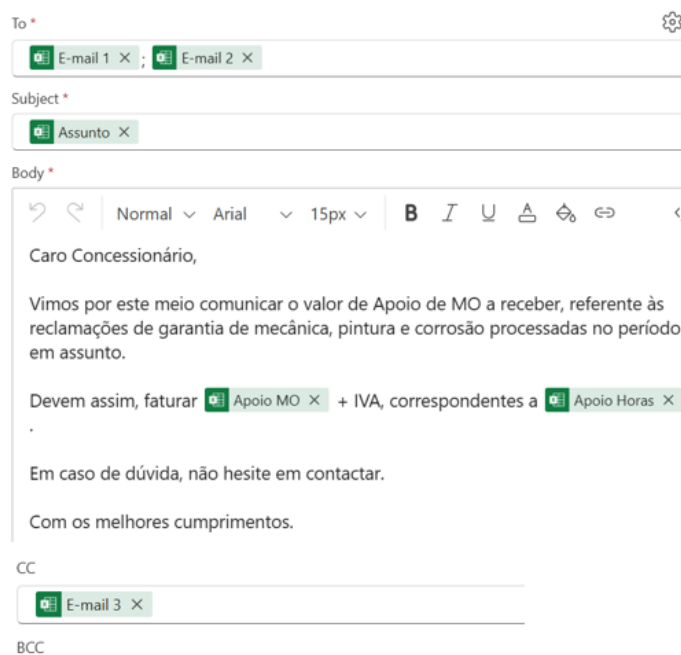 To *
E-mail 1 × ; E-mail 2 ×
Subject *
Assunto ×
Body *
Normal Arial 15px B I U A
Caro Concessionário,
Vimos por este meio comunicar o valor de Apoio de MO a receber, referente às
reclamações de garantia de mecânica, pintura e corrosão processadas no período
em assunto.
Devem assim, faturar Apoio MO × + IVA, correspondentes a Apoio Horas ×
.
Em caso de dúvida, não hesite em contactar.
Com os melhores cumprimentos.
CC
E-mail 3 ×
BCC